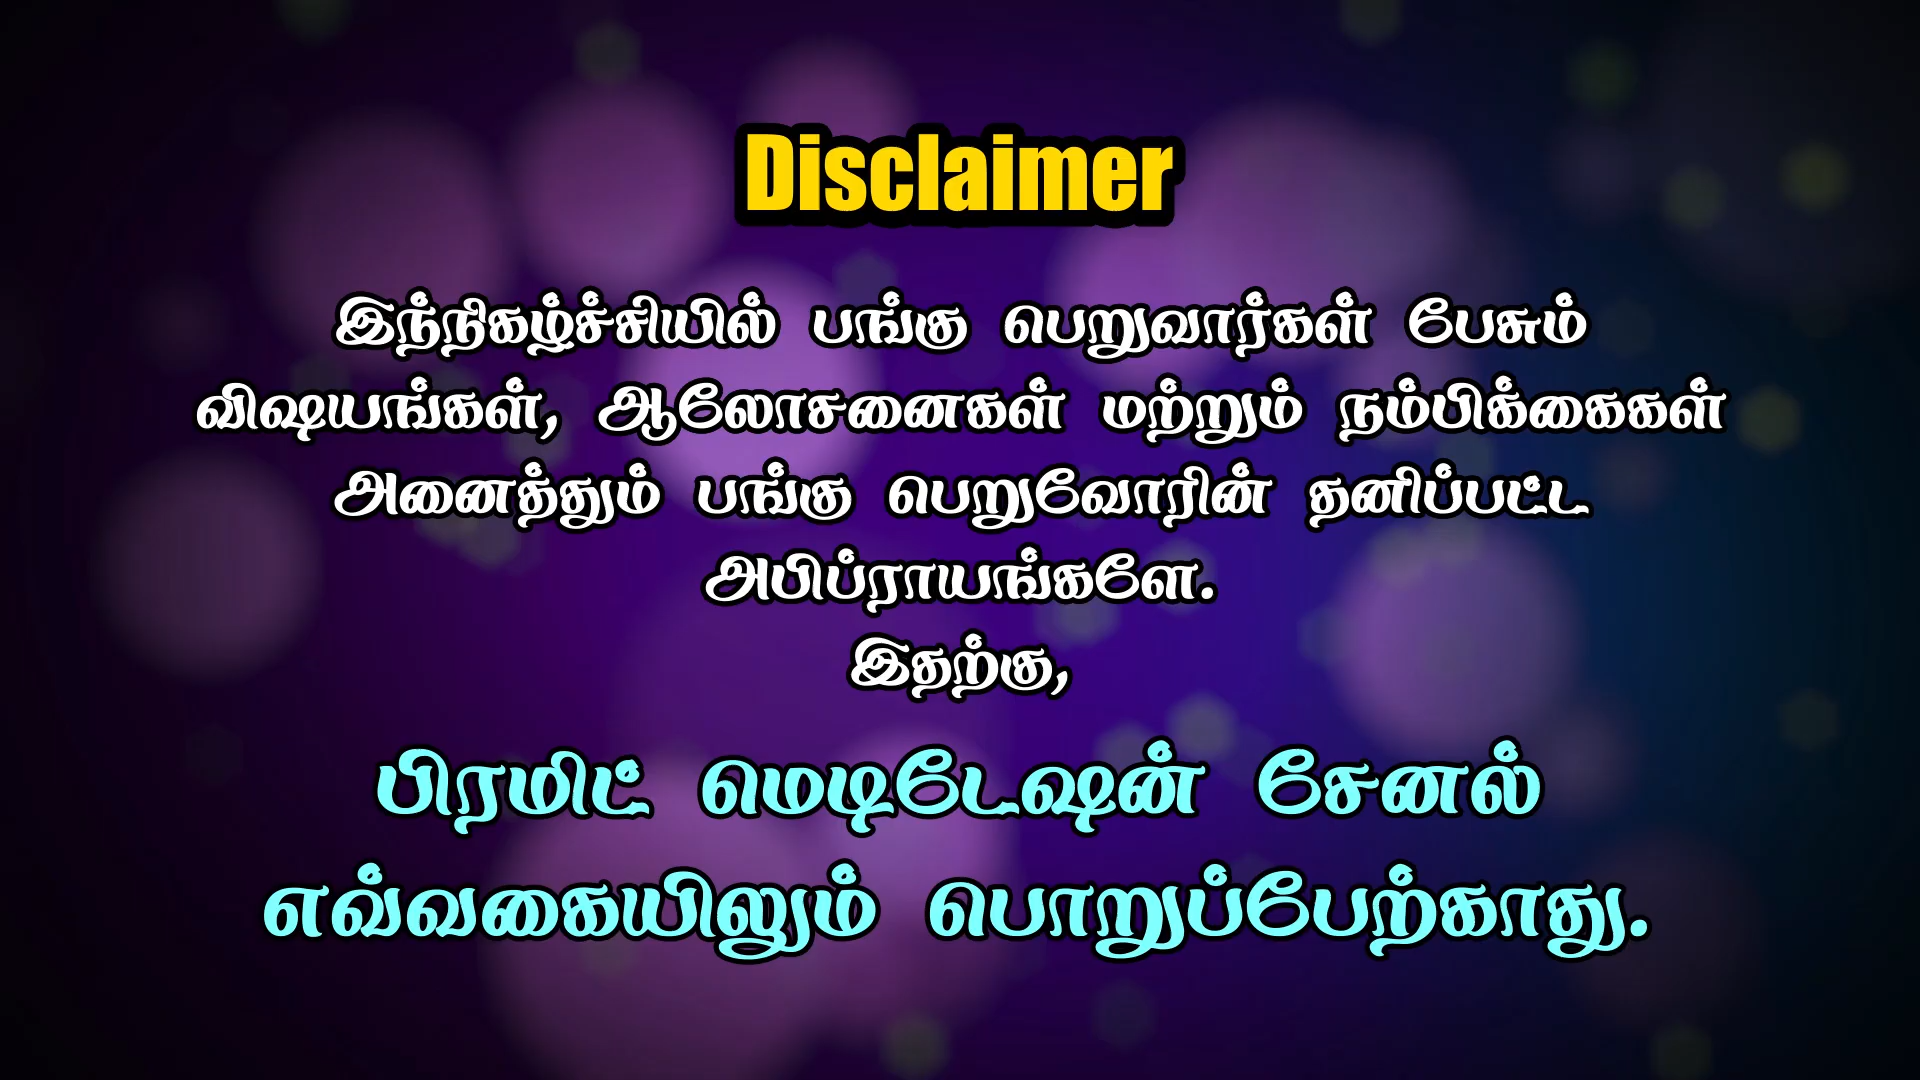 Disclaimer
இந்நிகழ்ச்சியில் பங்கு பெறுவார்கள் பேசும்
விஷயங்கள், ஆலோசனைகள் மற்றும் நம்பிக்கைகள்
அனைத்தும் பங்கு பெறுவோரின் தனிப்பட்ட
அபிப்ராயங்களே.
இதற்கு,
பிரமிட் மெடிடேஷன் சேனல்
எவ்வகையிலும் பொறுப்பேற்காது.